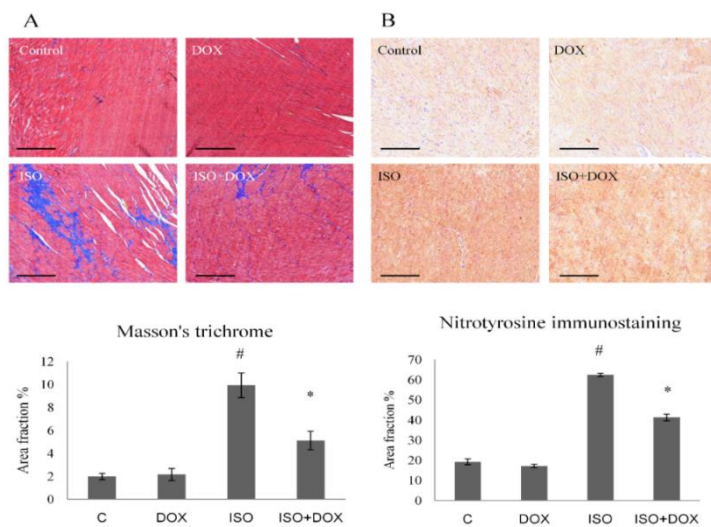 A
B
Control
DOX
Control
DOX
ISO
ISO+DOX
ISO
ISO+DOX
Masson's trichrome
Area fraction %
12
10
8
6
4
2
0
#
*
C
DOX
ISO
ISO+DOX
Nitrotyrosine immunostaining
Area fraction %
70
60
50
40
30
20
10
0
#
*
C
DOX
ISO
ISO+DOX